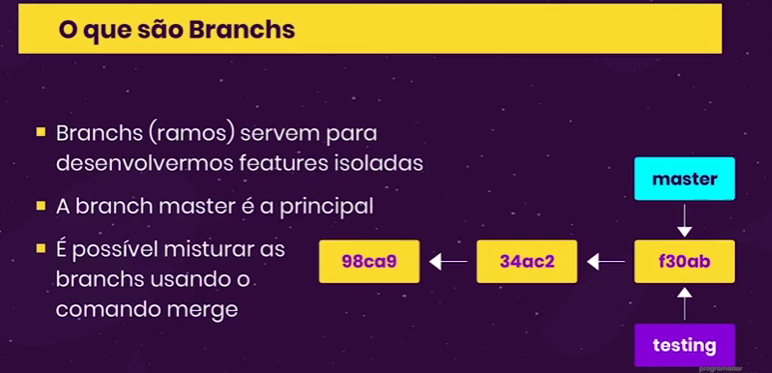 O que são Branchs
Branchs (ramos) servem para
desenvolvermos features isoladas
A branch master é a principal
É possível misturar as
branchs usando o
comando merge
master
98ca9
34ac2
f30ab
testing
programador